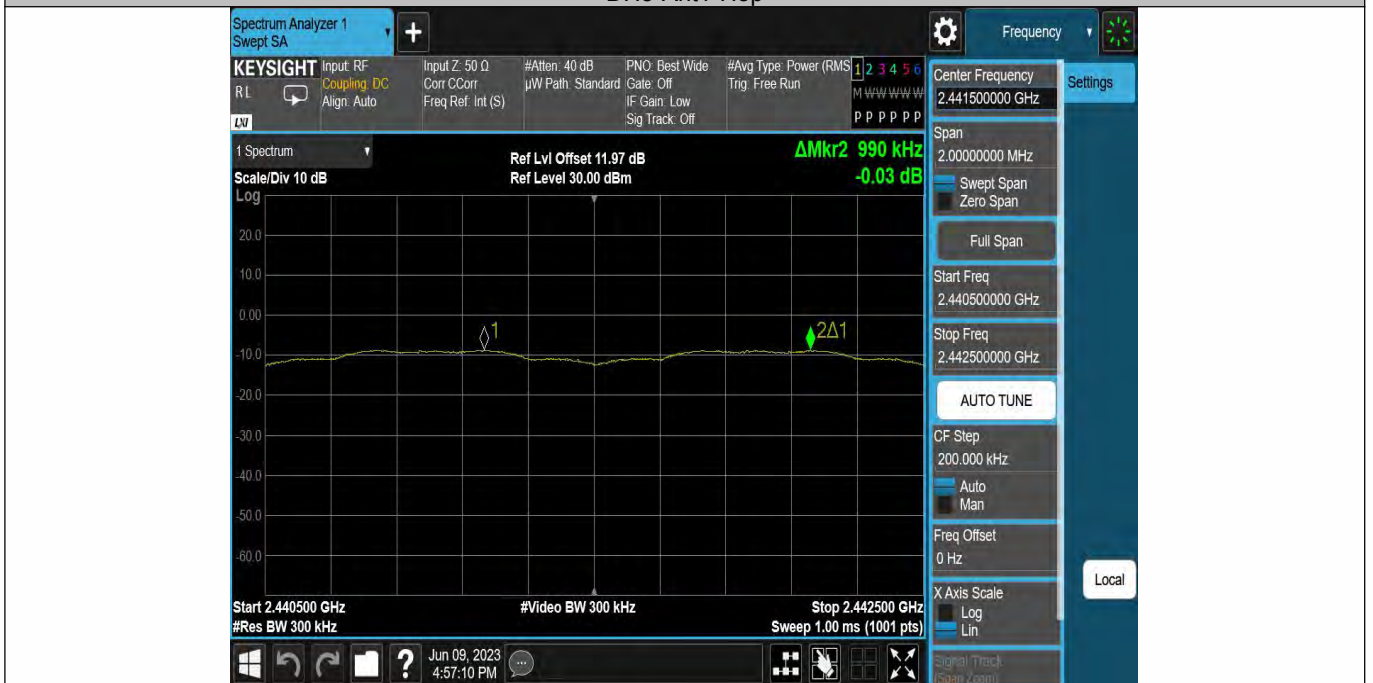 Spectrum Analyzer 1
Swept SA
+
Frequency
KEYSIGHT
RL
LXI
Input: RF
Coupling: DC
Align: Auto
Input Z: 50 Ω
Corr CCorr
Freq Ref: Int (S)
#Atten: 40 dB
µW Path: Standard
PNO: Best Wide
Gate: Off
IF Gain: Low
Sig Track: Off
#Avg Type: Power (RMS
Trig: Free Run
1 2 3 4 5 6
M W W W W W
P P P P P P
Center Frequency
2.441500000 GHz
Settings
Span
2.00000000 MHz
Swept Span
Zero Span
Full Span
Start Freq
2.440500000 GHz
Stop Freq
2.442500000 GHz
AUTO TUNE
CF Step
200.000 kHz
Auto
Man
Freq Offset
0 Hz
X Axis Scale
Log
Lin
Signal Track
(Span Zoom)
Local
1 Spectrum
Scale/Div 10 dB
Log
Ref Lvl Offset 11.97 dB
Ref Level 30.00 dBm
ΔMkr2 990 kHz
-0.03 dB
20.0
10.0
0.00
-10.0
-20.0
-30.0
-40.0
-50.0
-60.0
1
2Δ1
Start 2.440500 GHz
#Res BW 300 kHz
#Video BW 300 kHz
Stop 2.442500 GHz
Sweep 1.00 ms (1001 pts)
?
Jun 09, 2023
4:57:10 PM